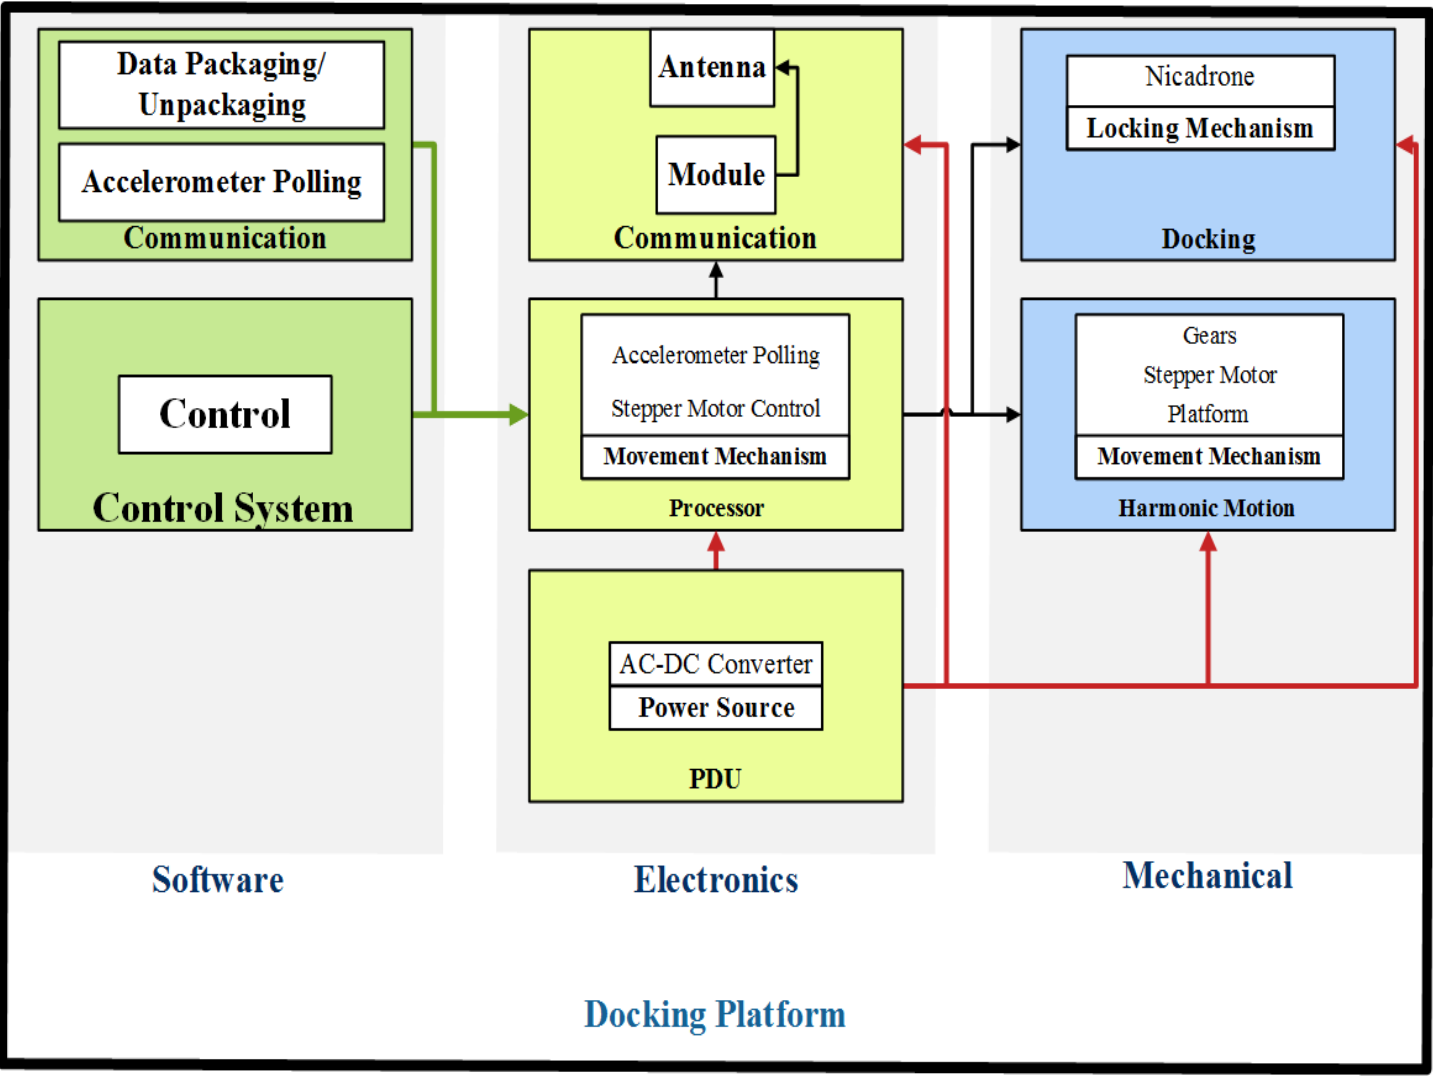 Data Packaging/
Unpackaging
Accelerometer Polling
Communication
Control
Control System
Software
Antenna
Module
Communication
Accelerometer Polling
Stepper Motor Control
Movement Mechanism
Processor
AC-DC Converter
Power Source
PDU
Electronics
Nicadrone
Locking Mechanism
Docking
Gears
Stepper Motor
Platform
Movement Mechanism
Harmonic Motion
Mechanical
Docking Platform